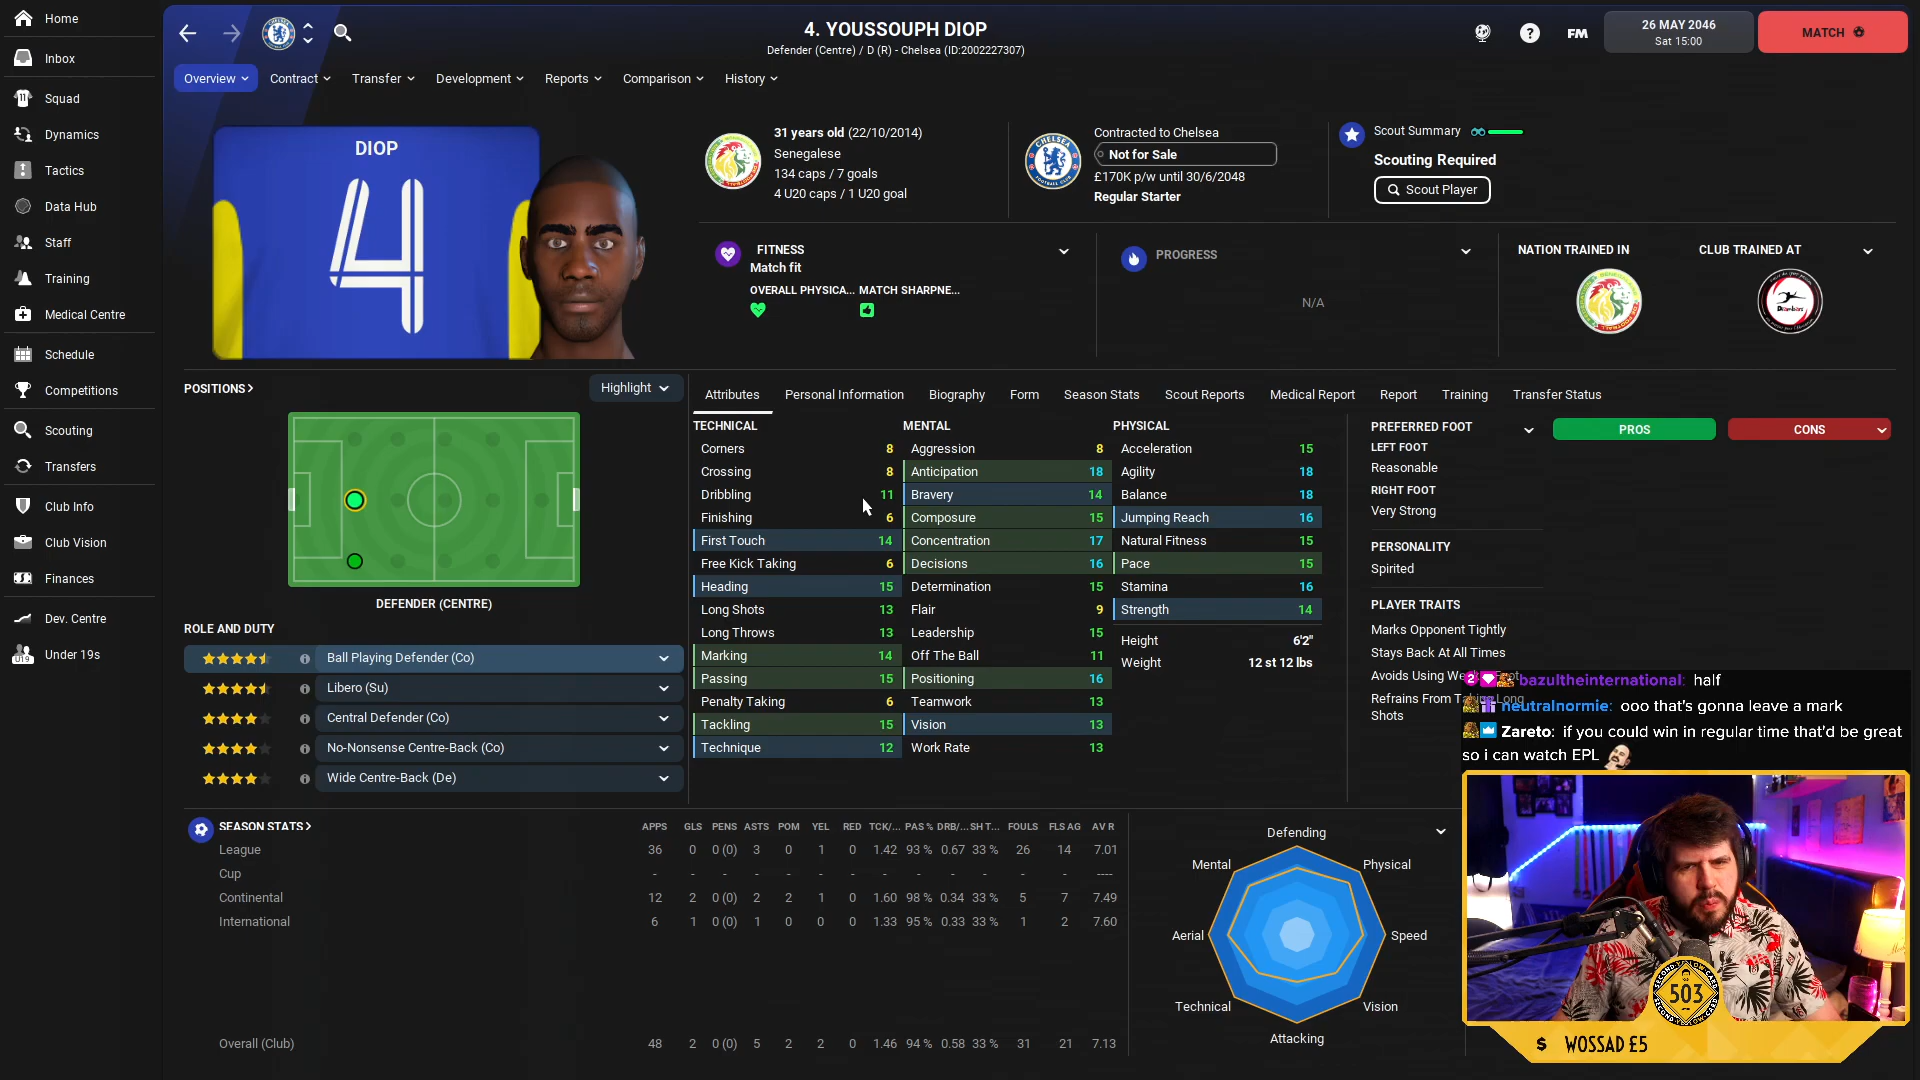 Home
Inbox
Squad
Dynamics
Tactics
Data Hub
Staff
Training
Medical Centre
Schedule
Competitions
Scouting
Transfers
Club Info
Club Vision
Finances
Dev. Centre
Under 19s
4. YOUSSOUPH DIOP
Defender (Centre) / D (R) - Chelsea (ID:2002227307)
FM
26 MAY 2046
Sat 15:00
MATCH
Overview
Contract
Transfer
Development
Reports
Comparison
History
DIOP
4
31 years old (22/10/2014)
Senegalese
134 caps / 7 goals
4 U20 caps / 1 U20 goal
Contracted to Chelsea
Not for Sale
£170K p/w until 30/6/2048
Regular Starter
Scout Summary
Scouting Required
Scout Player
FITNESS
Match fit
OVERALL PHYSICA... MATCH SHARPNE...
PROGRESS
N/A
NATION TRAINED IN
CLUB TRAINED AT
POSITIONS >
Highlight
DEFENDER (CENTRE)
ROLE AND DUTY
Ball Playing Defender (Co)
Libero (Su)
Central Defender (Co)
No-Nonsense Centre-Back (Co)
Wide Centre-Back (De)
Attributes
Personal Information
Biography
Form
Season Stats
Scout Reports
Medical Report
Report
Training
Transfer Status
TECHNICAL
Corners 8
Crossing 8
Dribbling 11
Finishing 6
First Touch 14
Free Kick Taking 6
Heading 15
Long Shots 13
Long Throws 13
Marking 14
Passing 15
Penalty Taking 6
Tackling 15
Technique 12
MENTAL
Aggression 8
Anticipation 18
Bravery 14
Composure 15
Concentration 17
Decisions 16
Determination 15
Flair 9
Leadership 15
Off The Ball 11
Positioning 16
Teamwork 13
Vision 13
Work Rate 13
PHYSICAL
Acceleration 15
Agility 18
Balance 18
Jumping Reach 16
Natural Fitness 15
Pace 15
Stamina 16
Strength 14
Height 6'2"
Weight 12 st 12 lbs
PREFERRED FOOT
LEFT FOOT
Reasonable
RIGHT FOOT
Very Strong
PERSONALITY
Spirited
PLAYER TRAITS
Marks Opponent Tightly
Stays Back At All Times
Avoids Using
Refrains From Long
Shots
PROS
CONS
bazultheinternational: half
neutralnormie: ooo that's gonna leave a mark
Zareto: if you could win in regular time that'd be great
so i can watch EPL
SEASON STATS >
APPS GLS PENS ASTS POM YEL RED TCK/... PAS % DRB/... SH T... FOULS FLS AG AV R
League 36 0 0 (0) 3 0 1 0 1.42 93 % 0.67 33 % 26 14 7.01
Cup - - - - - - - - - - - - - ----
Continental 12 2 0 (0) 2 2 1 0 1.60 98 % 0.34 33 % 5 7 7.49
International 6 1 0 (0) 1 0 0 0 1.33 95 % 0.33 33 % 1 2 7.60
Overall (Club) 48 2 0 (0) 5 2 2 0 1.46 94 % 0.58 33 % 31 21 7.13
Defending
Physical
Speed
Vision
Attacking
Technical
Aerial
Mental
503
$ WOSSAD £5